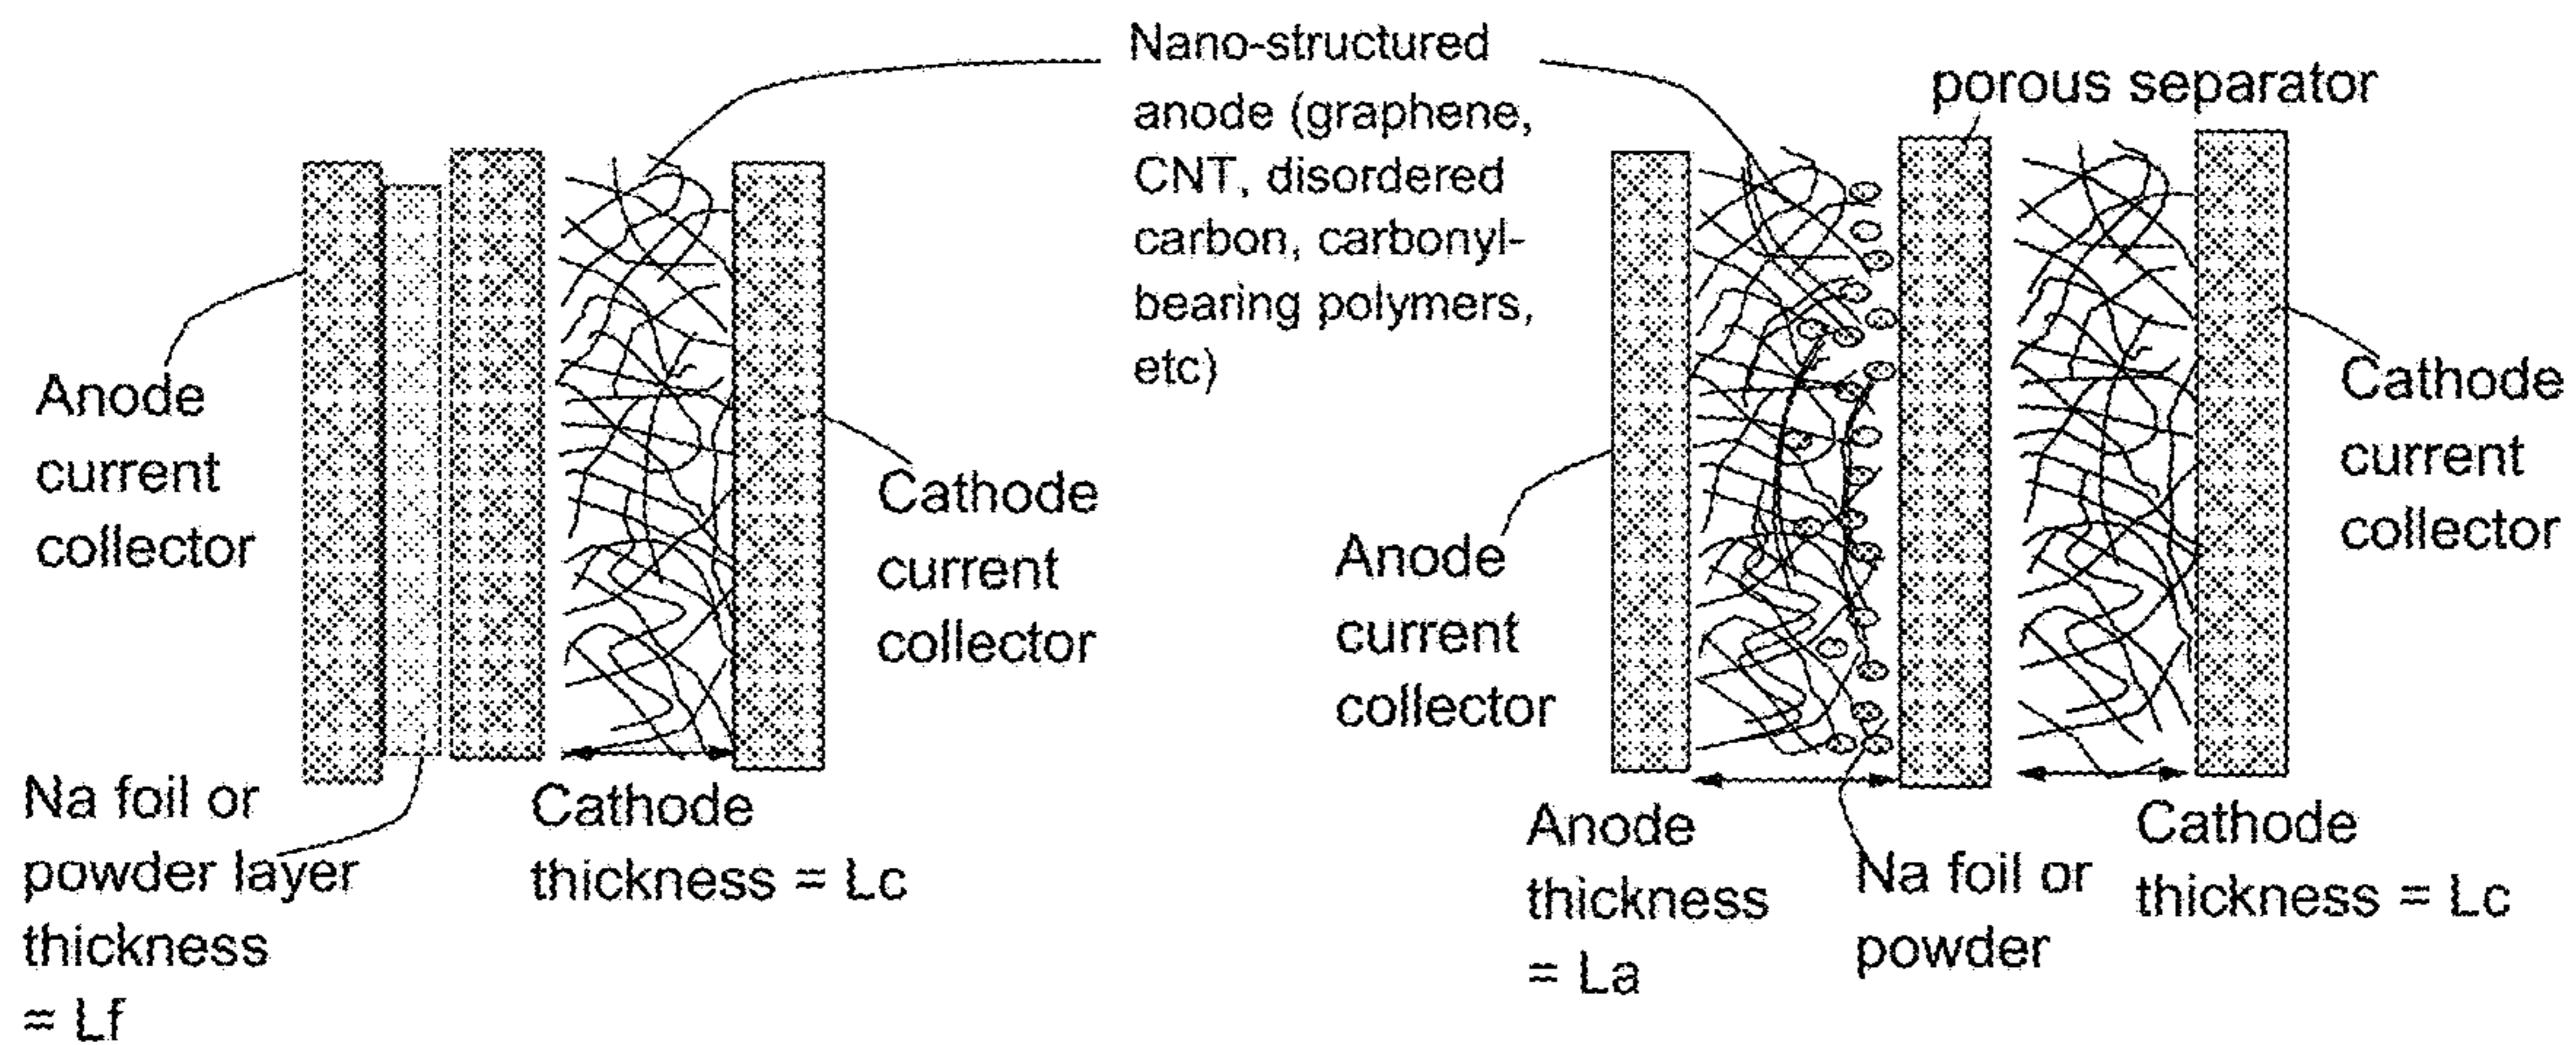 Anode
current
collector
Na foil or
powder layer
thickness
= Lf
Cathode
thickness = Lc
Cathode
current
collector
Nano-structured
anode (graphene,
CNT, disordered
carbon, carbonyl-
bearing polymers,
etc)
porous separator
Anode
current
collector
Anode
thickness
= La
Na foil or
powder
Cathode
thickness = Lc
Cathode
current
collector